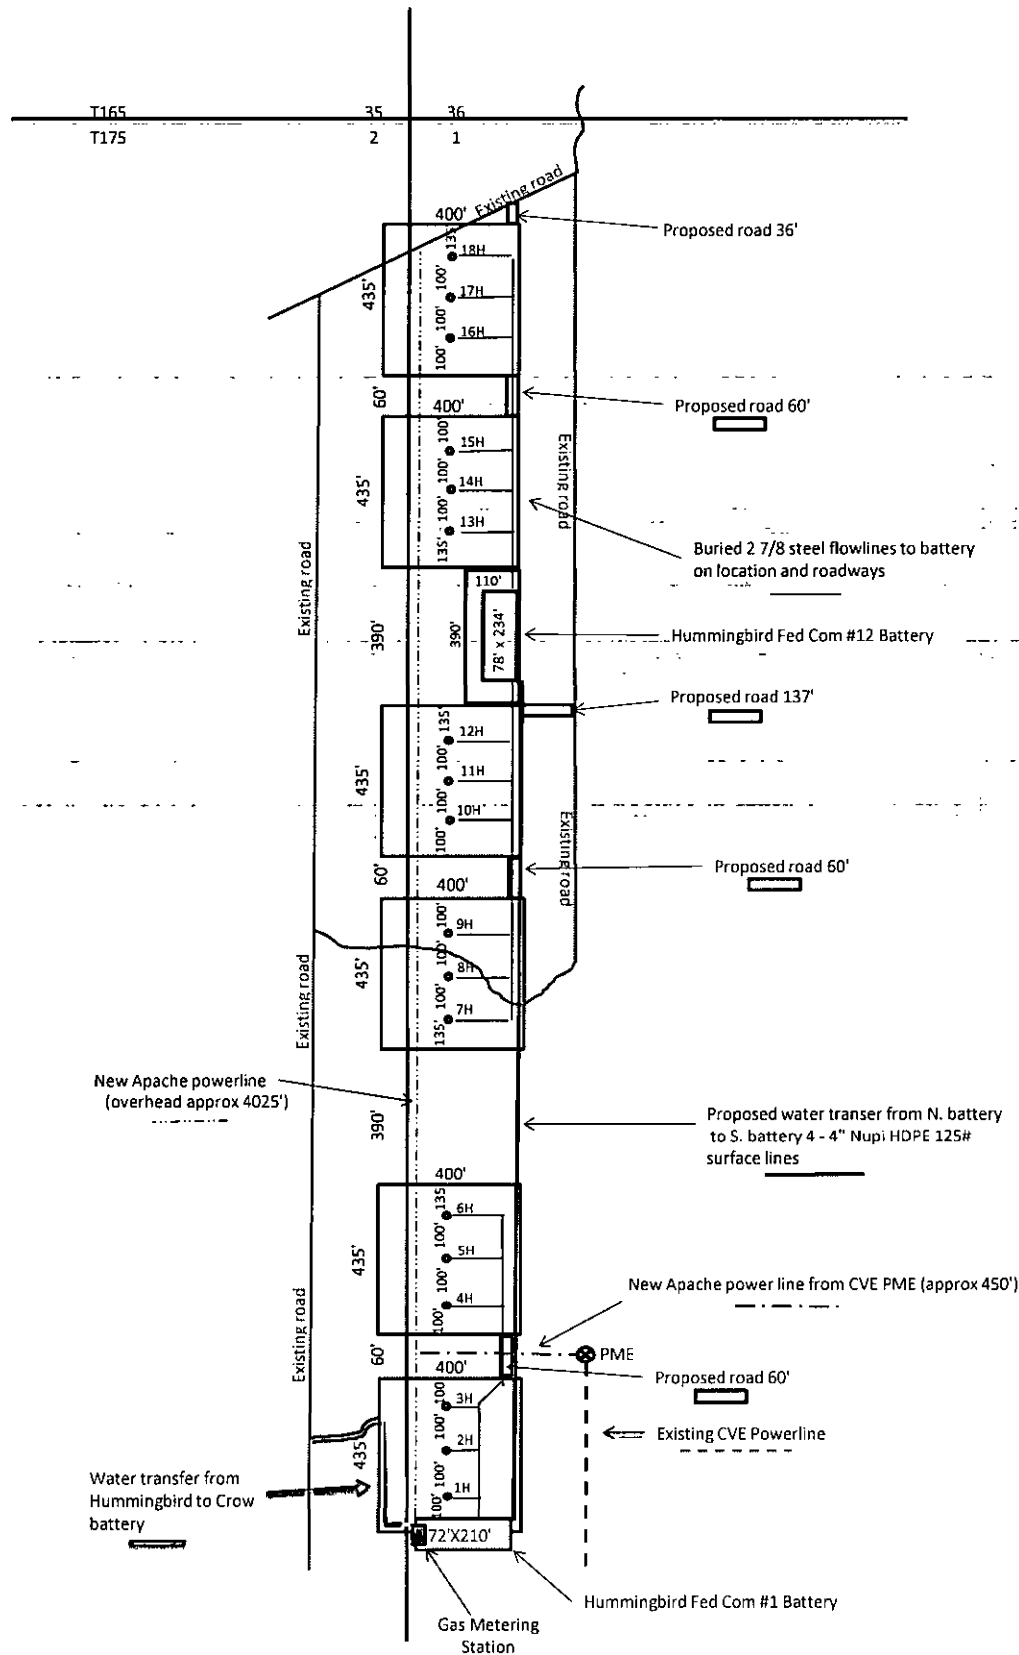 T165
35
36
T175
2
1
Existing road
400'
Proposed road 36'
135'
18H
100'
17H
435'
100'
16H
100'
60'
Proposed road 60'
400'
100'
15H
100'
14H
435'
100'
13H
135'
Existing road
Buried 2 7/8 steel flowlines to battery
on location and roadways
Existing road
110'
390'
390'
78' x 234'
Hummingbird Fed Com #12 Battery
Proposed road 137'
135'
12H
100'
11H
435'
100'
10H
100'
Existing road
60'
Proposed road 60'
400'
100'
9H
100'
8H
435'
100'
7H
135'
Existing road
New Apache powerline
(overhead approx 4025')
390'
Proposed water transer from N. battery
to S. battery 4 - 4" Nupi HDPE 125#
surface lines
400'
135
6H
100'
5H
435'
100'
4H
100'
New Apache power line from CVE PME (approx 450')
Existing road
60'
PME
400'
Proposed road 60'
100
3H
100'
2H
435
100'
1H
100'
Existing CVE Powerline
Water transfer from
Hummingbird to Crow
battery
72'X210'
Hummingbird Fed Com #1 Battery
Gas Metering
Station